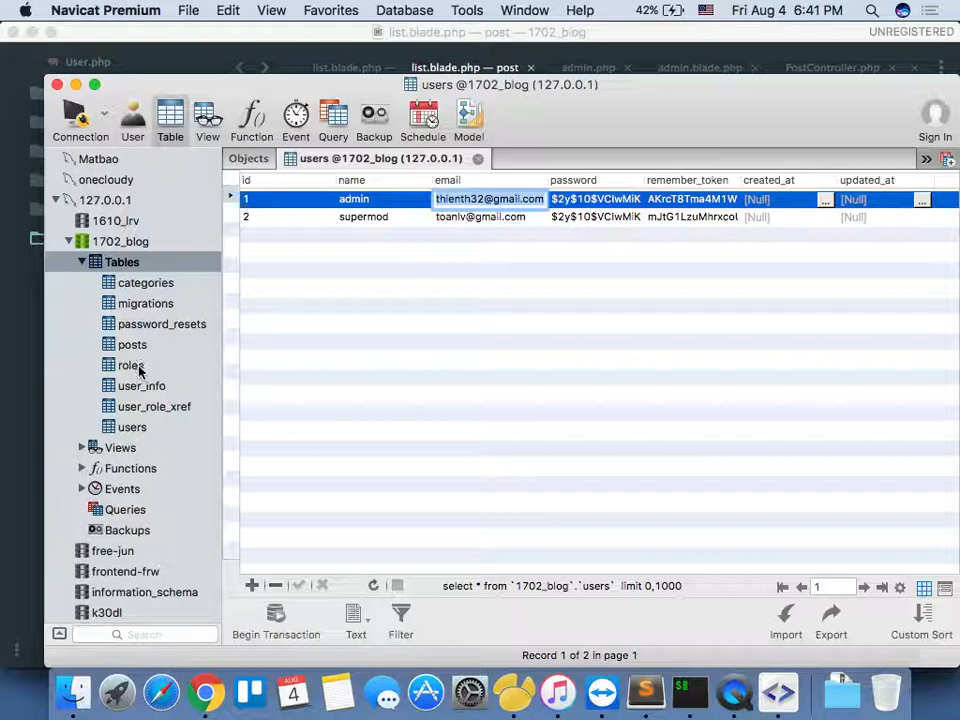 Navicat Premium File Edit View Favorites Database Tools Window Help 42% Fri Aug 4 6:41 PM
list.blade.php — post — 1702_blog UNREGISTERED
User.php list.blade.php — list.blade.php — post admin.php admin.blade.php PostController.php
users @1702_blog (127.0.0.1)
Connection User Table View Function Event Query Backup Schedule Model Sign In
Matbao
onecloudy
127.0.0.1
1610_lrv
1702_blog
Tables
categories
migrations
password_resets
posts
roles
user_info
user_role_xref
users
Views
Functions
Events
Queries
Backups
free-jun
frontend-frw
information_schema
k30dl
Search
Objects users @1702_blog (127.0.0.1)
id name email password remember_token created_at updated_at
1 admin thienth32@gmail.com $2y$10$VCIwMiK AKrcT8Tma4M1W [Null] ... [Null] ...
2 supermod toanlv@gmail.com $2y$10$VCIwMiK mJtG1LzuMhrxcoU [Null] [Null]
select * from `1702_blog`.`users` limit 0,1000 1
Begin Transaction Text Filter Import Export Custom Sort
Record 1 of 2 in page 1
AUG
4